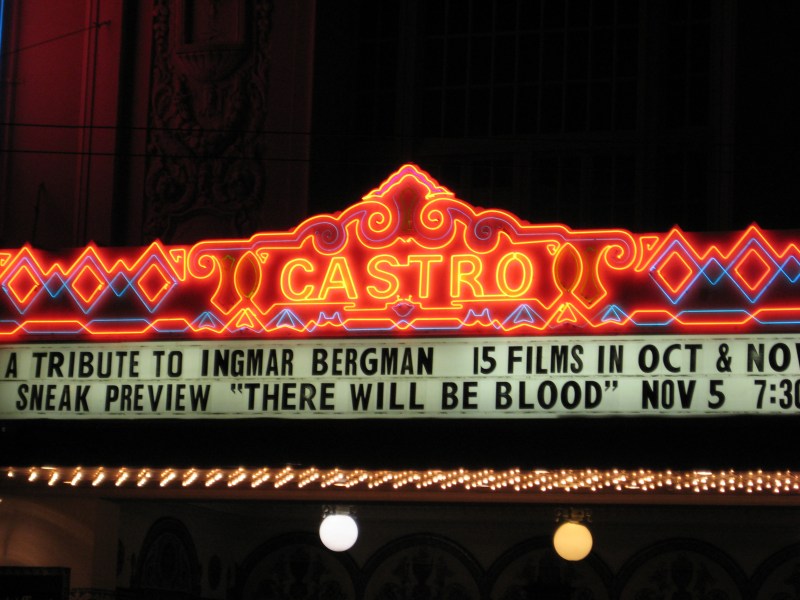 CASTRO
A TRIBUTE TO INGMAR BERGMAN 15 FILMS IN OCT & NOV
SNEAK PREVIEW "THERE WILL BE BLOOD" NOV 5 7:30